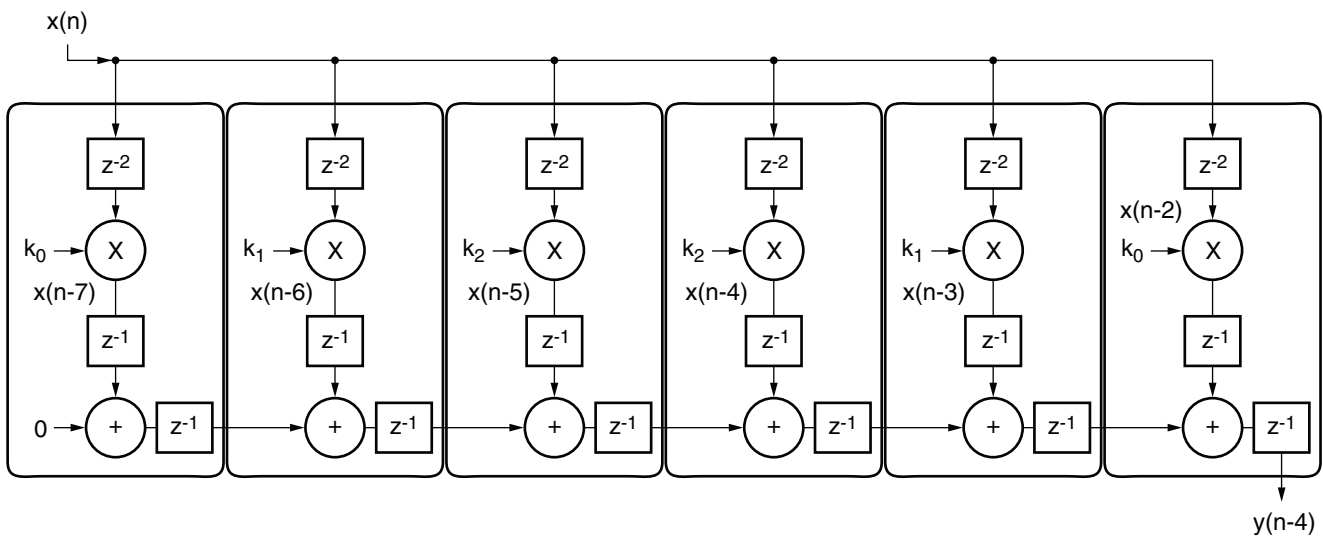 x(n)
z-2 z-2 z-2 z-2 z-2 z-2
x(n-2)
k0 X k1 X k2 X k2 X k1 X k0 X
x(n-7) x(n-6) x(n-5) x(n-4) x(n-3)
z-1 z-1 z-1 z-1 z-1 z-1
0 + z-1 + z-1 + z-1 + z-1 + z-1 + z-1
y(n-4)